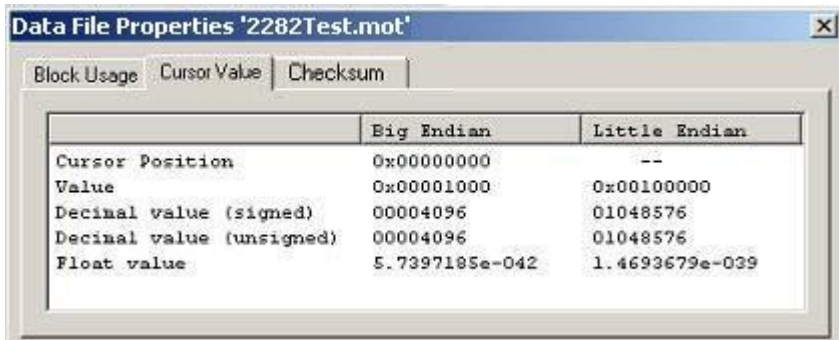 Data File Properties '2282Test.mot'
Block Usage Cursor Value Checksum
Big Endian Little Endian
Cursor Position 0x00000000 --
Value 0x00001000 0x00100000
Decimal value (signed) 00004096 01048576
Decimal value (unsigned) 00004096 01048576
Float value 5.7397185e-042 1.4693679e-039